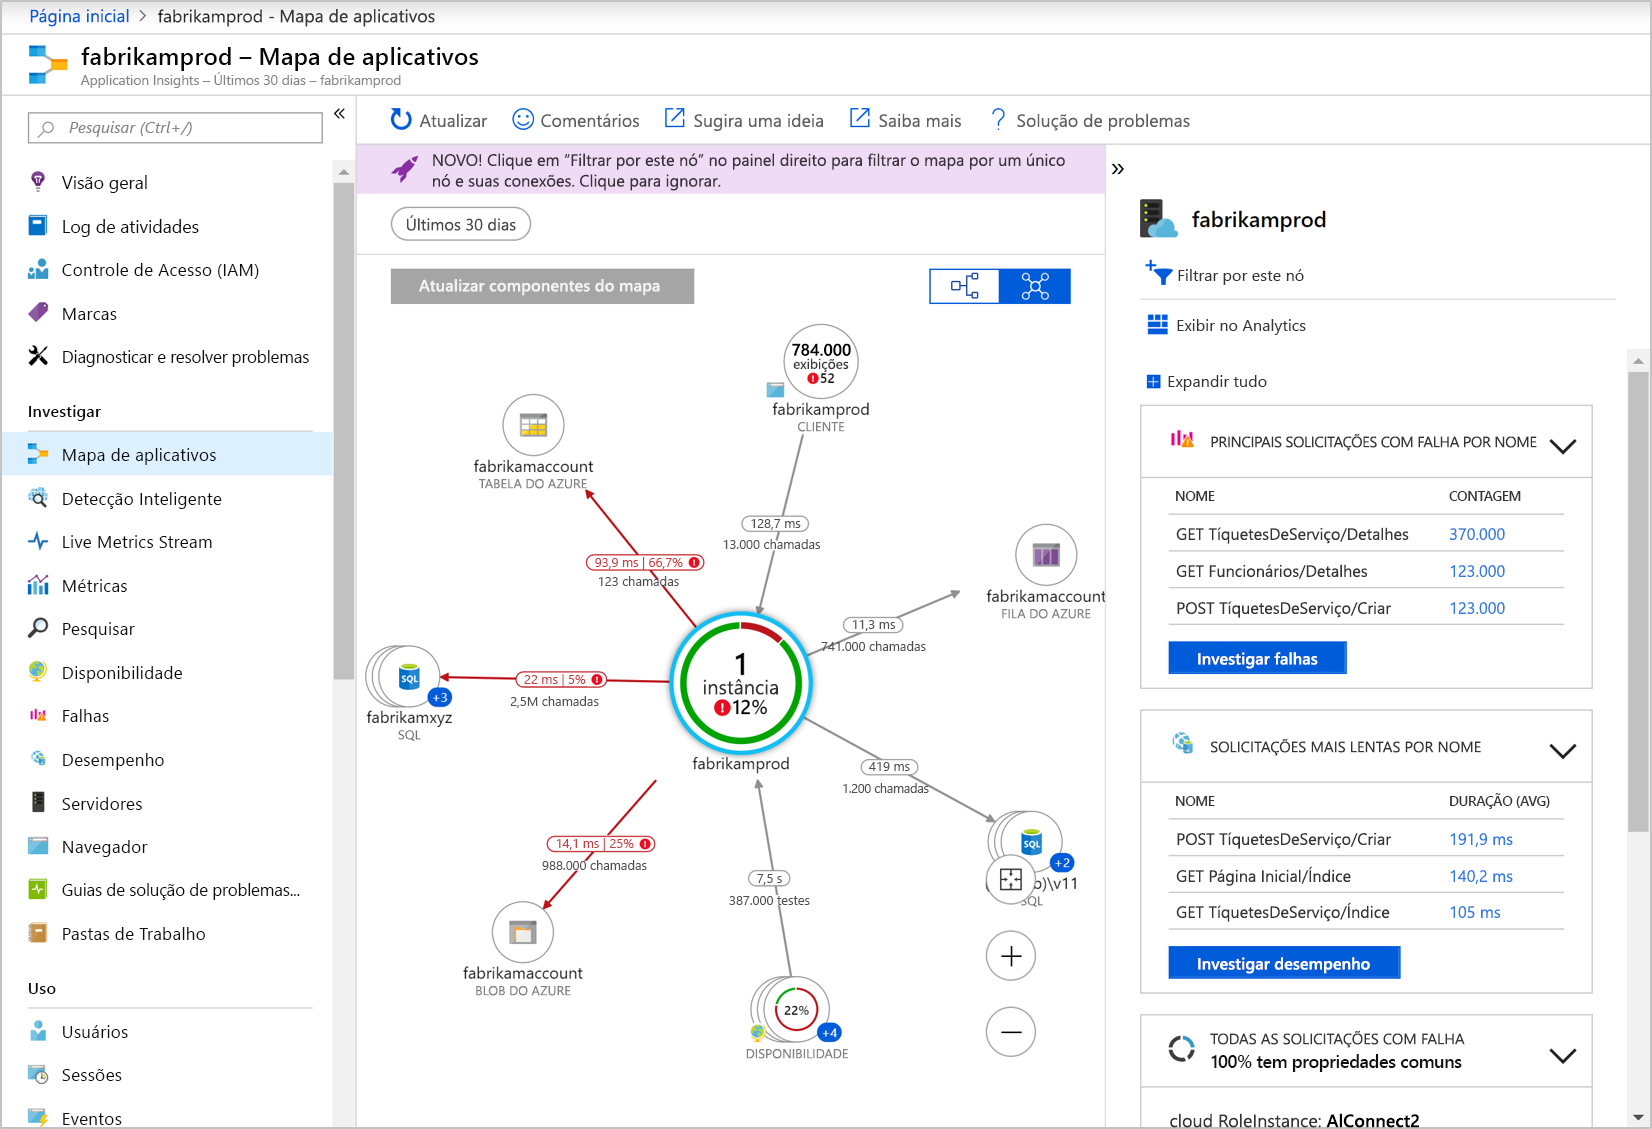 Página inicial > fabrikamprod - Mapa de aplicativos
fabrikamprod – Mapa de aplicativos
Application Insights – Últimos 30 dias – fabrikamprod
Pesquisar (Ctrl+/)
«
Visão geral
Log de atividades
Controle de Acesso (IAM)
Marcas
Diagnosticar e resolver problemas
Investigar
Mapa de aplicativos
Detecção Inteligente
Live Metrics Stream
Métricas
Pesquisar
Disponibilidade
Falhas
Desempenho
Servidores
Navegador
Guias de solução de problemas...
Pastas de Trabalho
Uso
Usuários
Sessões
Eventos
Atualizar
Comentários
Sugira uma ideia
Saiba mais
? Solução de problemas
NOVO! Clique em “Filtrar por este nó” no painel direito para filtrar o mapa por um único
nó e suas conexões. Clique para ignorar.
Últimos 30 dias
Atualizar componentes do mapa
784.000
exibições
52
fabrikamprod
CLIENTE
fabrikamaccount
TABELA DO AZURE
128,7 ms
13.000 chamadas
93,9 ms | 66,7%
123 chamadas
fabrikamaccount
FILA DO AZURE
11,3 ms
741.000 chamadas
SQL
+3
fabrikamxyz
SQL
22 ms | 5%
2,5M chamadas
1
instância
12%
fabrikamprod
419 ms
1.200 chamadas
14,1 ms | 25%
988.000 chamadas
SQL
+2
b)\v11
SQL
7,5 s
387.000 testes
fabrikamaccount
BLOB DO AZURE
22%
+4
DISPONIBILIDADE
+
−
»
fabrikamprod
Filtrar por este nó
Exibir no Analytics
Expandir tudo
PRINCIPAIS SOLICITAÇÕES COM FALHA POR NOME
NOME CONTAGEM
GET TíquetesDeServiço/Detalhes 370.000
GET Funcionários/Detalhes 123.000
POST TíquetesDeServiço/Criar 123.000
Investigar falhas
SOLICITAÇÕES MAIS LENTAS POR NOME
NOME DURAÇÃO (AVG)
POST TíquetesDeServiço/Criar 191,9 ms
GET Página Inicial/Índice 140,2 ms
GET TíquetesDeServiço/Índice 105 ms
Investigar desempenho
TODAS AS SOLICITAÇÕES COM FALHA
100% tem propriedades comuns
cloud RoleInstance: AlConnect2